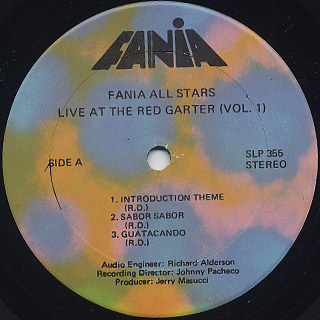 FANIA
FANIA ALL STARS
LIVE AT THE RED GARTER (VOL. 1)
SIDE A
SLP 355
STEREO
1. INTRODUCTION THEME
(R.D.)
2. SABOR SABOR
(R.D.)
3. GUATACANDO
(R.D.)
Audio Engineer: Richard Alderson
Recording Director: Johnny Pacheco
Producer: Jerry Masucci